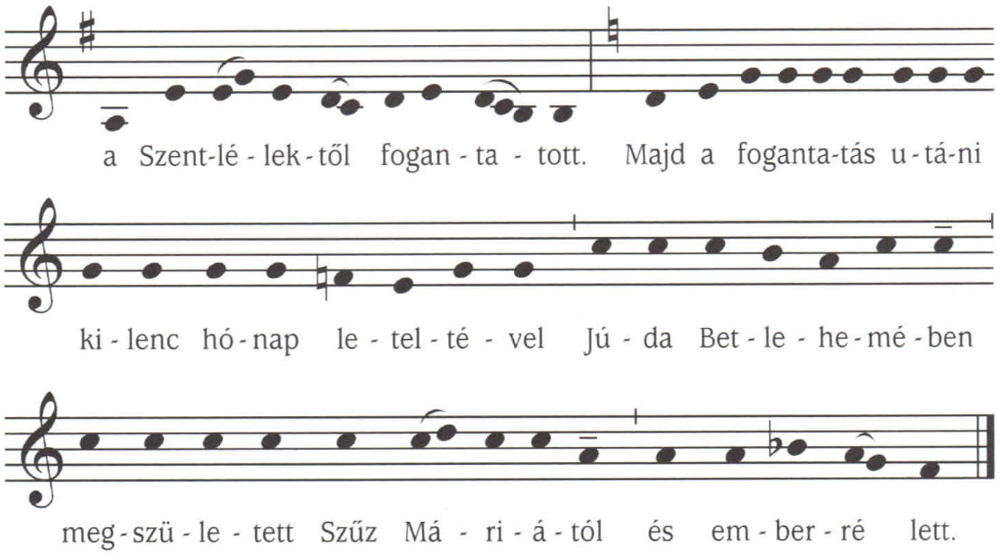 a Szent-lé - lek-től fogan - ta - tott. Majd a foganta-tás u-tá-ni
ki - lenc hó-nap le - tel - té - vel Jú - da Bet - le - he-mé-ben
meg-szü - le - tett Szűz Má - ri - á - tól és em - ber - ré lett.